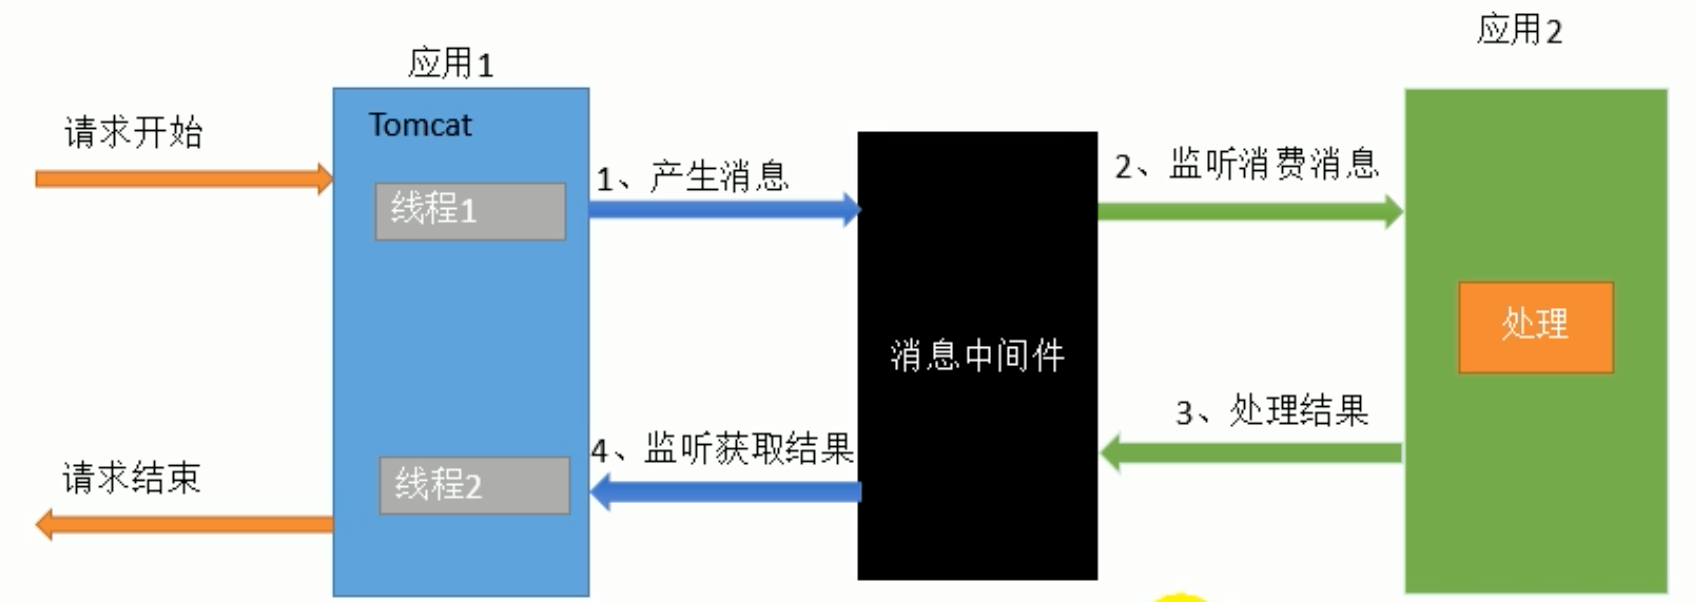 应用1
应用2
请求开始
Tomcat
线程1
1、产生消息
2、监听消费消息
处理
消息中间件
3、处理结果
4、监听获取结果
线程2
请求结束